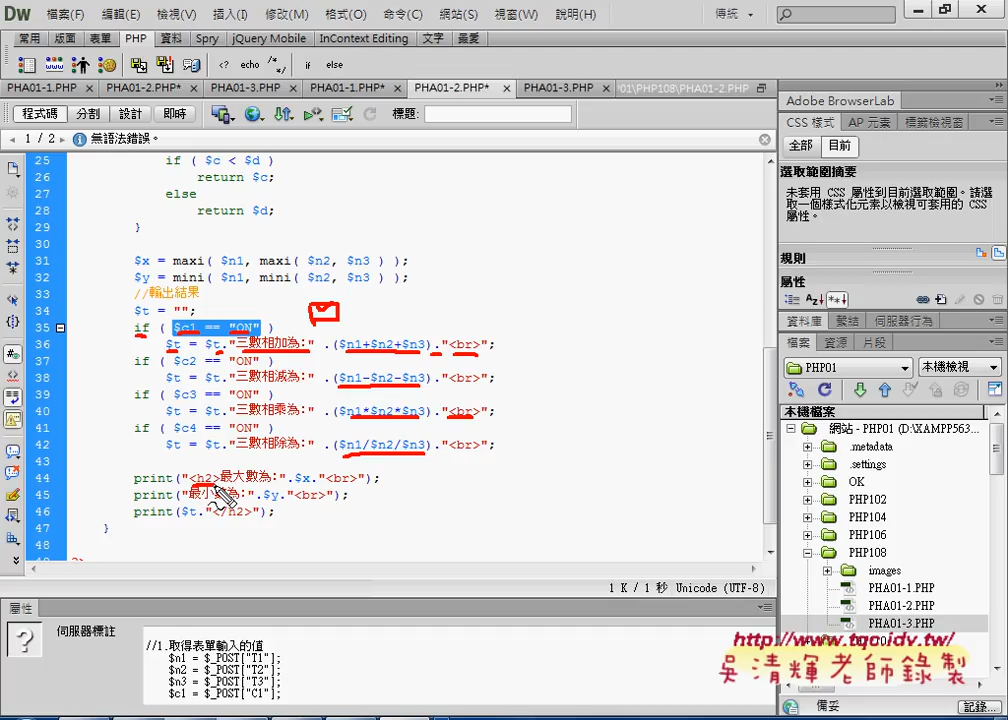 Dw 檔案(F) 編輯(E) 檢視(V) 插入(I) 修改(M) 格式(O) 命令(C) 網站(S) 視窗(W) 說明(H) 傳統
常用 版面 表單 PHP 資料 Spry jQuery Mobile InContext Editing 文字 最愛
<? echo /* */ if else
PHA01-1.PHP PHA01-2.PHP* PHA01-3.PHP PHA01-1.PHP* PHA01-2.PHP* PHA01-3.PHP 01\PHP108\PHA01-2.PHP
程式碼 分割 設計 即時 標題:
1 / 2 無語法錯誤。
25 if ( $c < $d )
26 return $c;
27 else
28 return $d;
29 }
30
31 $x = maxi( $n1, maxi( $n2, $n3 ) );
32 $y = mini( $n1, mini( $n2, $n3 ) );
33 //輸出結果
34 $t = "";
35 if ( $c1 == "ON" )
36 $t = $t."三數相加為:" .($n1+$n2+$n3)."<br>";
37 if ( $c2 == "ON" )
38 $t = $t."三數相減為:" .($n1-$n2-$n3)."<br>";
39 if ( $c3 == "ON" )
40 $t = $t."三數相乘為:" .($n1*$n2*$n3)."<br>";
41 if ( $c4 == "ON" )
42 $t = $t."三數相除為:" .($n1/$n2/$n3)."<br>";
43
44 print("<h2>最大數為:".$x."<br>");
45 print("最小數為:".$y."<br>");
46 print($t."</h2>");
47 }
48
1 K / 1 秒 Unicode (UTF-8)
屬性
伺服器標註
//1.取得表單輸入的值
$n1 = $_POST["T1"];
$n2 = $_POST["T2"];
$n3 = $_POST["T3"];
$c1 = $_POST["C1"];
Adobe BrowserLab
CSS 樣式 AP 元素 標籤檢視窗
全部 目前
選取範圍摘要
未套用 CSS 屬性到目前選取範圍。請選
取一個樣式化元素以檢視可套用的 CSS
屬性。
規則
屬性
資料庫 繫結 伺服器行為
檔案 資源 片段
PHP01 本機檢視
本機檔案
網站 - PHP01 (D:\XAMPP563...
.metadata
.settings
OK
PHP102
PHP104
PHP106
PHP108
images
PHA01-1.PHP
PHA01-2.PHP
PHA01-3.PHP
http://www.tqc.idv.tw/
吳清輝老師錄製
備妥 記錄...